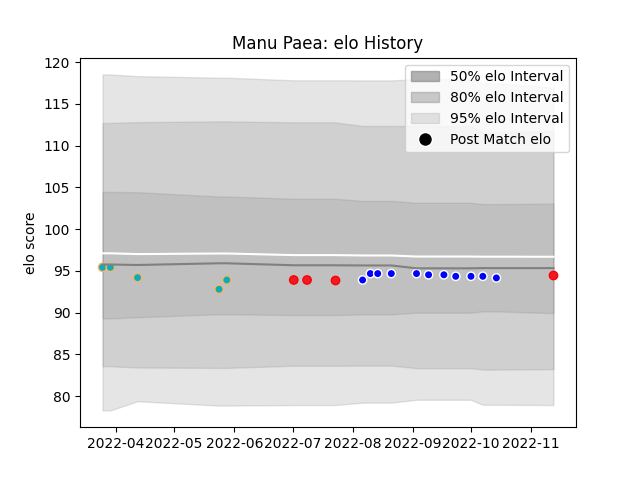 Manu Paea: elo History
elo score
120
115
110
105
100
95
90
85
80
50% elo Interval
80% elo Interval
95% elo Interval
Post Match elo
2022-04 2022-05 2022-06 2022-07 2022-08 2022-09 2022-10 2022-11